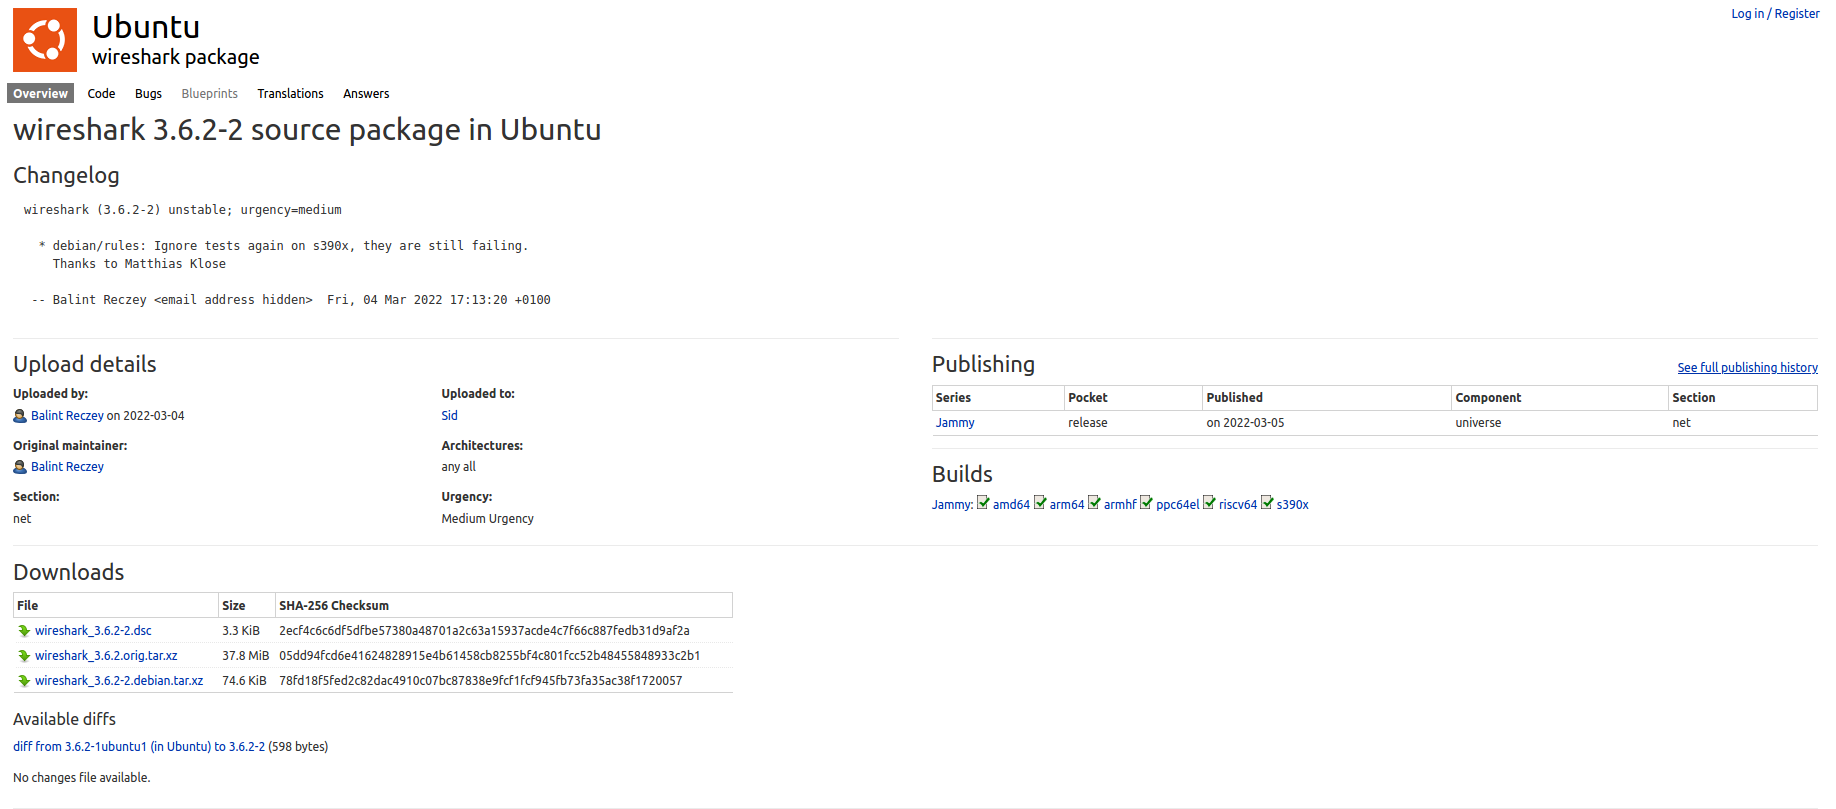 Log in / Register
Ubuntu
wireshark package
Overview Code Bugs Blueprints Translations Answers
wireshark 3.6.2-2 source package in Ubuntu
Changelog
wireshark (3.6.2-2) unstable; urgency=medium
* debian/rules: Ignore tests again on s390x, they are still failing.
Thanks to Matthias Klose
-- Balint Reczey <email address hidden>  Fri, 04 Mar 2022 17:13:20 +0100
Upload details
Uploaded by:
Balint Reczey on 2022-03-04
Uploaded to:
Sid
Original maintainer:
Balint Reczey
Architectures:
any all
Section:
net
Urgency:
Medium Urgency
Publishing
See full publishing history
Series Pocket Published Component Section
Jammy release on 2022-03-05 universe net
Builds
Jammy: amd64 arm64 armhf ppc64el riscv64 s390x
Downloads
File Size SHA-256 Checksum
wireshark_3.6.2-2.dsc 3.3 KiB 2ecf4c6c6df5dfbe57380a48701a2c63a15937acde4c7f66c887fedb31d9af2a
wireshark_3.6.2.orig.tar.xz 37.8 MiB 05dd94fcd6e41624828915e4b61458cb8255bf4c801fcc52b48455848933c2b1
wireshark_3.6.2-2.debian.tar.xz 74.6 KiB 78fd18f5fed2c82dac4910c07bc87838e9fcf1fcf945fb73fa35ac38f1720057
Available diffs
diff from 3.6.2-1ubuntu1 (in Ubuntu) to 3.6.2-2 (598 bytes)
No changes file available.